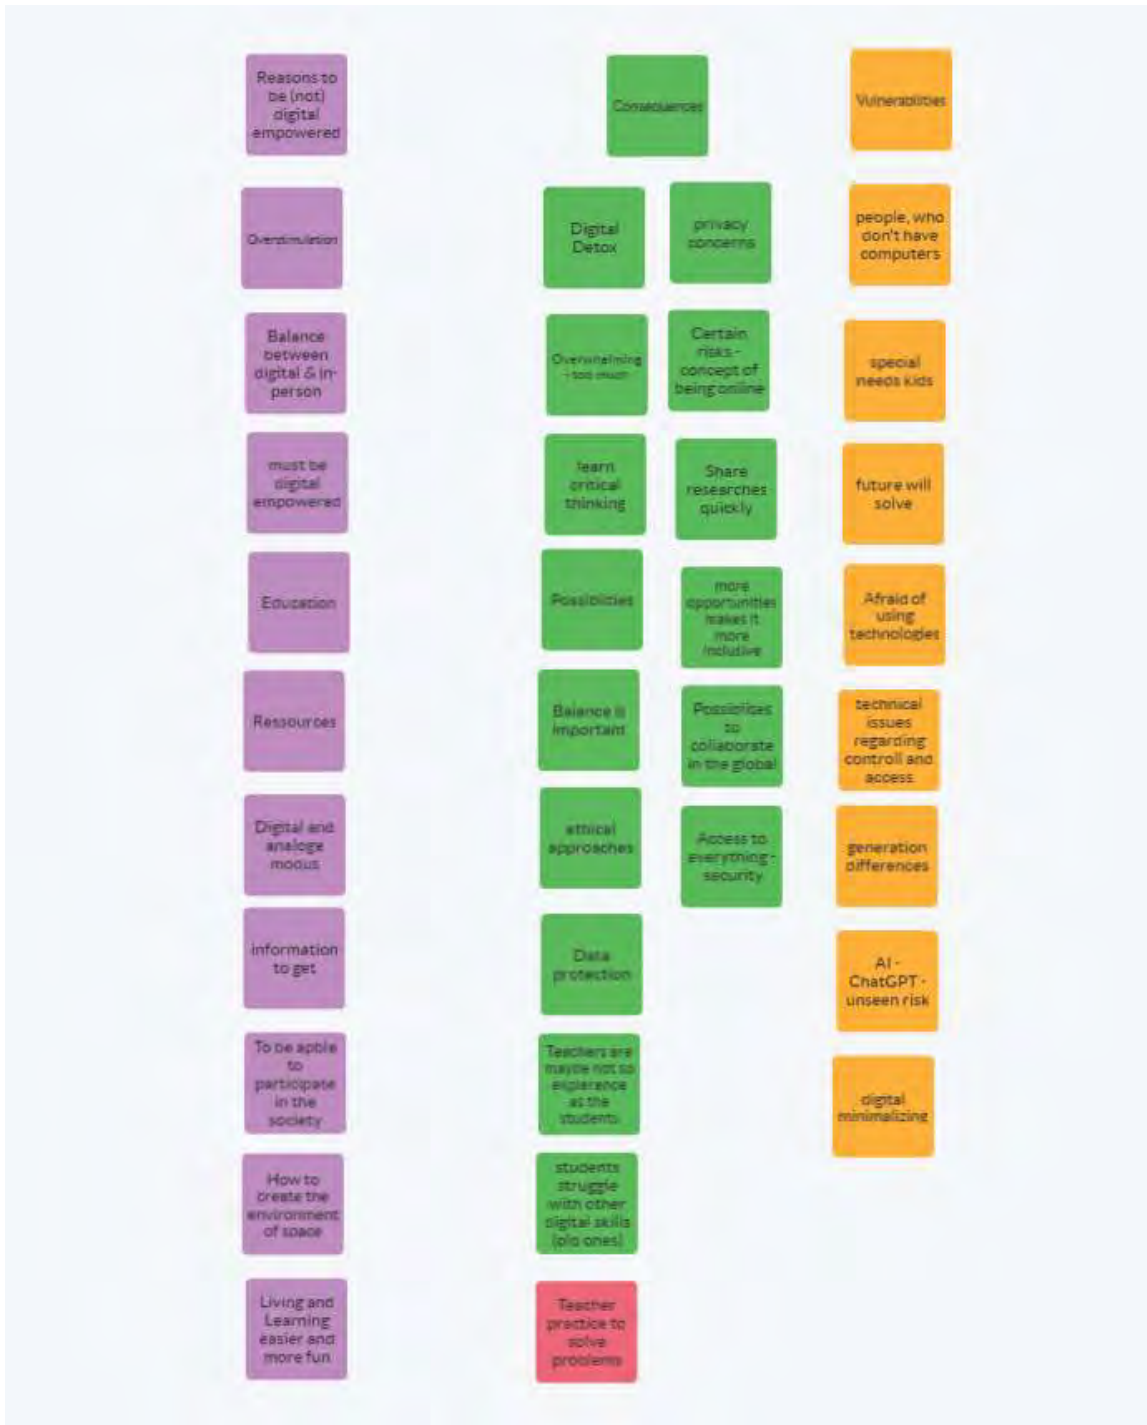 Reasons to
be (not)
digital
empowered
Overstimulation
Balance
between
digital & in-
person
must be
digital
empowered
Education
Ressources
Digital and
analoge
modus
information
to get
To be apble
to
participate
in the
society
How to
create the
environment
of space
Living and
Learning
easier and
more fun
Consequences
Digital
Detox
Overwhelming
- too much
learn
critical
thinking
Possibilities
Balance is
important
ethical
approaches
Data
protection
Teachers are
maybe not so
experience
as the
students
students
struggle
with other
digital skills
(old ones)
Teacher
practice to
solve
problems
privacy
concerns
Certain
risks -
concept of
being online
Share
researches
quickly
more
opportunities
makes it
more
inclusive
Possibilites
to
collaborate
in the global
Access to
everything -
security
Vulnerabilities
people, who
don't have
computers
special
needs kids
future will
solve
Afraid of
using
technologies
technical
issues
regarding
controll and
access
generation
differences
AI -
ChatGPT -
unseen risk
digital
minimalizing